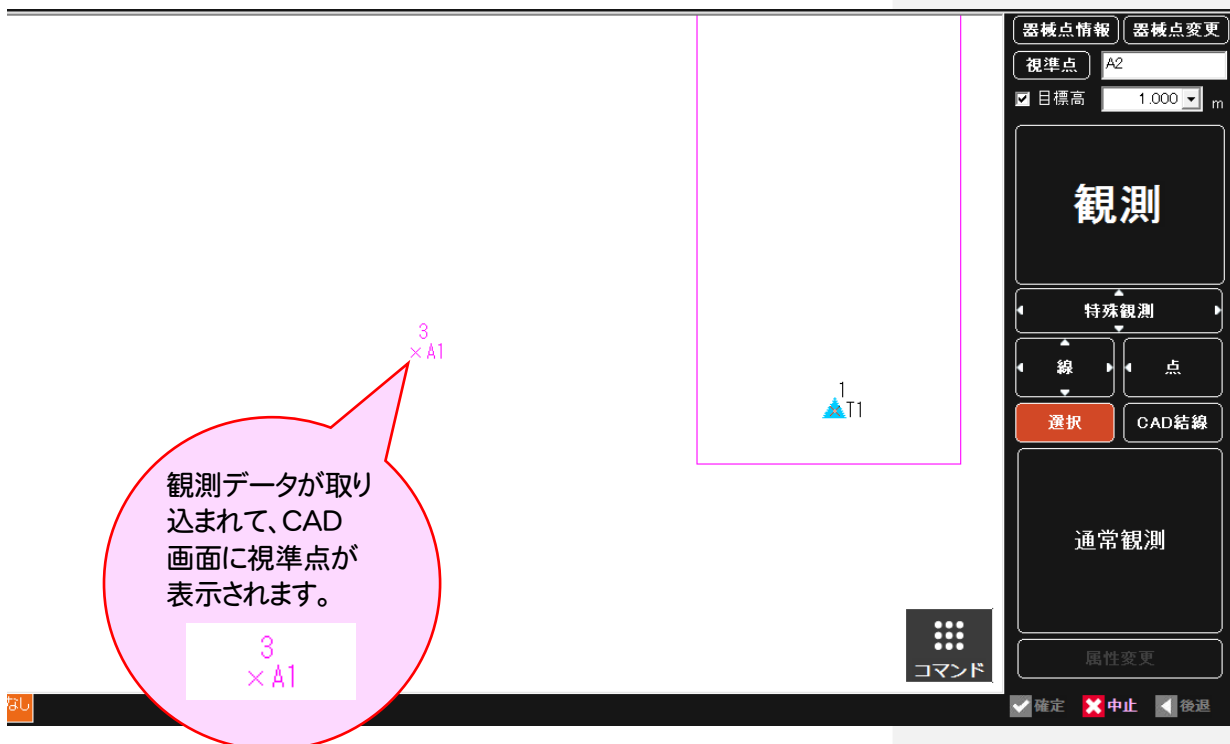 器械点情報 器械点変更
視準点 A2
目標高 1.000 m
観測
特殊観測
線 点
選択 CAD結線
通常観測
属性変更
3
×A1
1
T1
観測データが取り
込まれて、CAD
画面に視準点が
表示されます。
3
×A1
コマンド
なし
確定 中止 後退